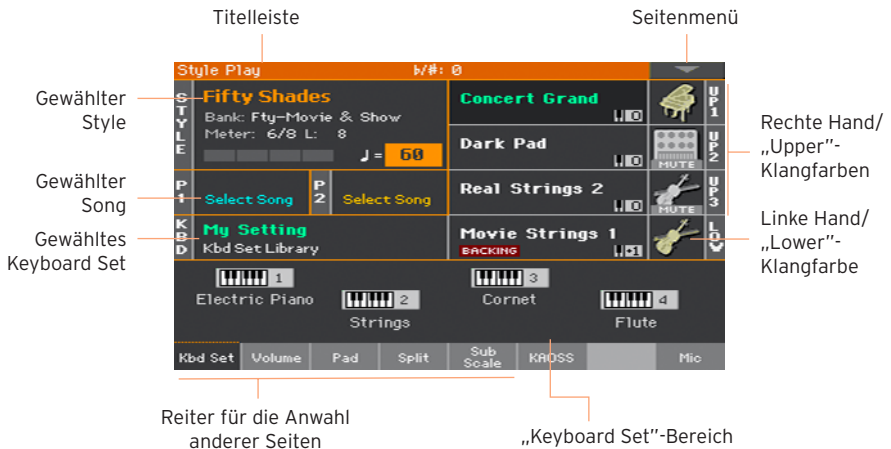 Titelleiste
Seitenmenü
Style Play ♭/#: 0
Gewählter
Style
STYLE
Fifty Shades
Bank: Fty-Movie & Show
Meter: 6/8 L: 8
♩ = 60
Concert Grand
0
UP1
Dark Pad
0
MUTE
UP2
Rechte Hand/
„Upper"-
Klangfarben
Gewählter
Song
P1
Select Song
P2
Select Song
Real Strings 2
0
MUTE
UP3
Gewähltes
Keyboard Set
KBD
My Setting
Kbd Set Library
Movie Strings 1
BACKING
+1
LOW
Linke Hand/
„Lower"-
Klangfarbe
1
Electric Piano
2
Strings
3
Cornet
4
Flute
Kbd Set Volume Pad Split Sub Scale KAOSS Mic
Reiter für die Anwahl
anderer Seiten
„Keyboard Set"-Bereich